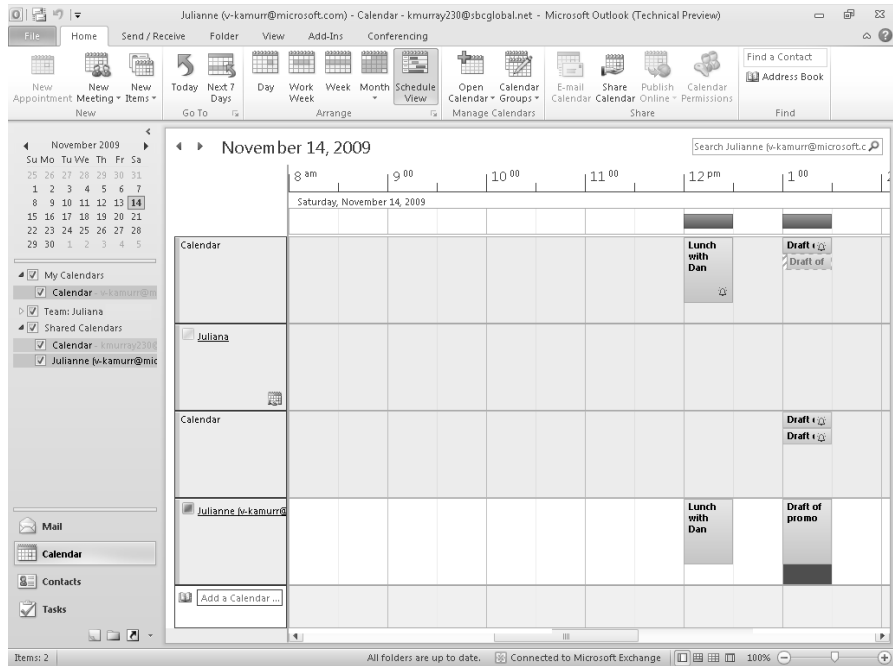 Julianne (v-kamurr@microsoft.com) - Calendar - kmurray230@sbcglobal.net - Microsoft Outlook (Technical Preview)
File Home Send / Receive Folder View Add-Ins Conferencing
New Appointment
New Meeting
New Items
New
Today
Next 7 Days
Go To
Day
Work Week
Week
Month
Schedule View
Arrange
Open Calendar
Calendar Groups
Manage Calendars
E-mail Calendar
Share Calendar
Publish Online
Calendar Permissions
Share
Find a Contact
Address Book
Find
November 2009
Su Mo Tu We Th Fr Sa
25 26 27 28 29 30 31
1 2 3 4 5 6 7
8 9 10 11 12 13 14
15 16 17 18 19 20 21
22 23 24 25 26 27 28
29 30 1 2 3 4 5
My Calendars
Calendar - v-kamurr@m
Team: Juliana
Shared Calendars
Calendar - kmurray230@
Julianne (v-kamurr@mic
Mail
Calendar
Contacts
Tasks
November 14, 2009
Search Julianne (v-kamurr@microsoft.c
8 am 9 00 10 00 11 00 12 pm 1 00
Saturday, November 14, 2009
Calendar
Lunch
with
Dan
Draft
Draft of
Juliana
Calendar
Draft
Draft
Julianne (v-kamurr@
Lunch
with
Dan
Draft of
promo
Add a Calendar ...
Items: 2
All folders are up to date. Connected to Microsoft Exchange 100%